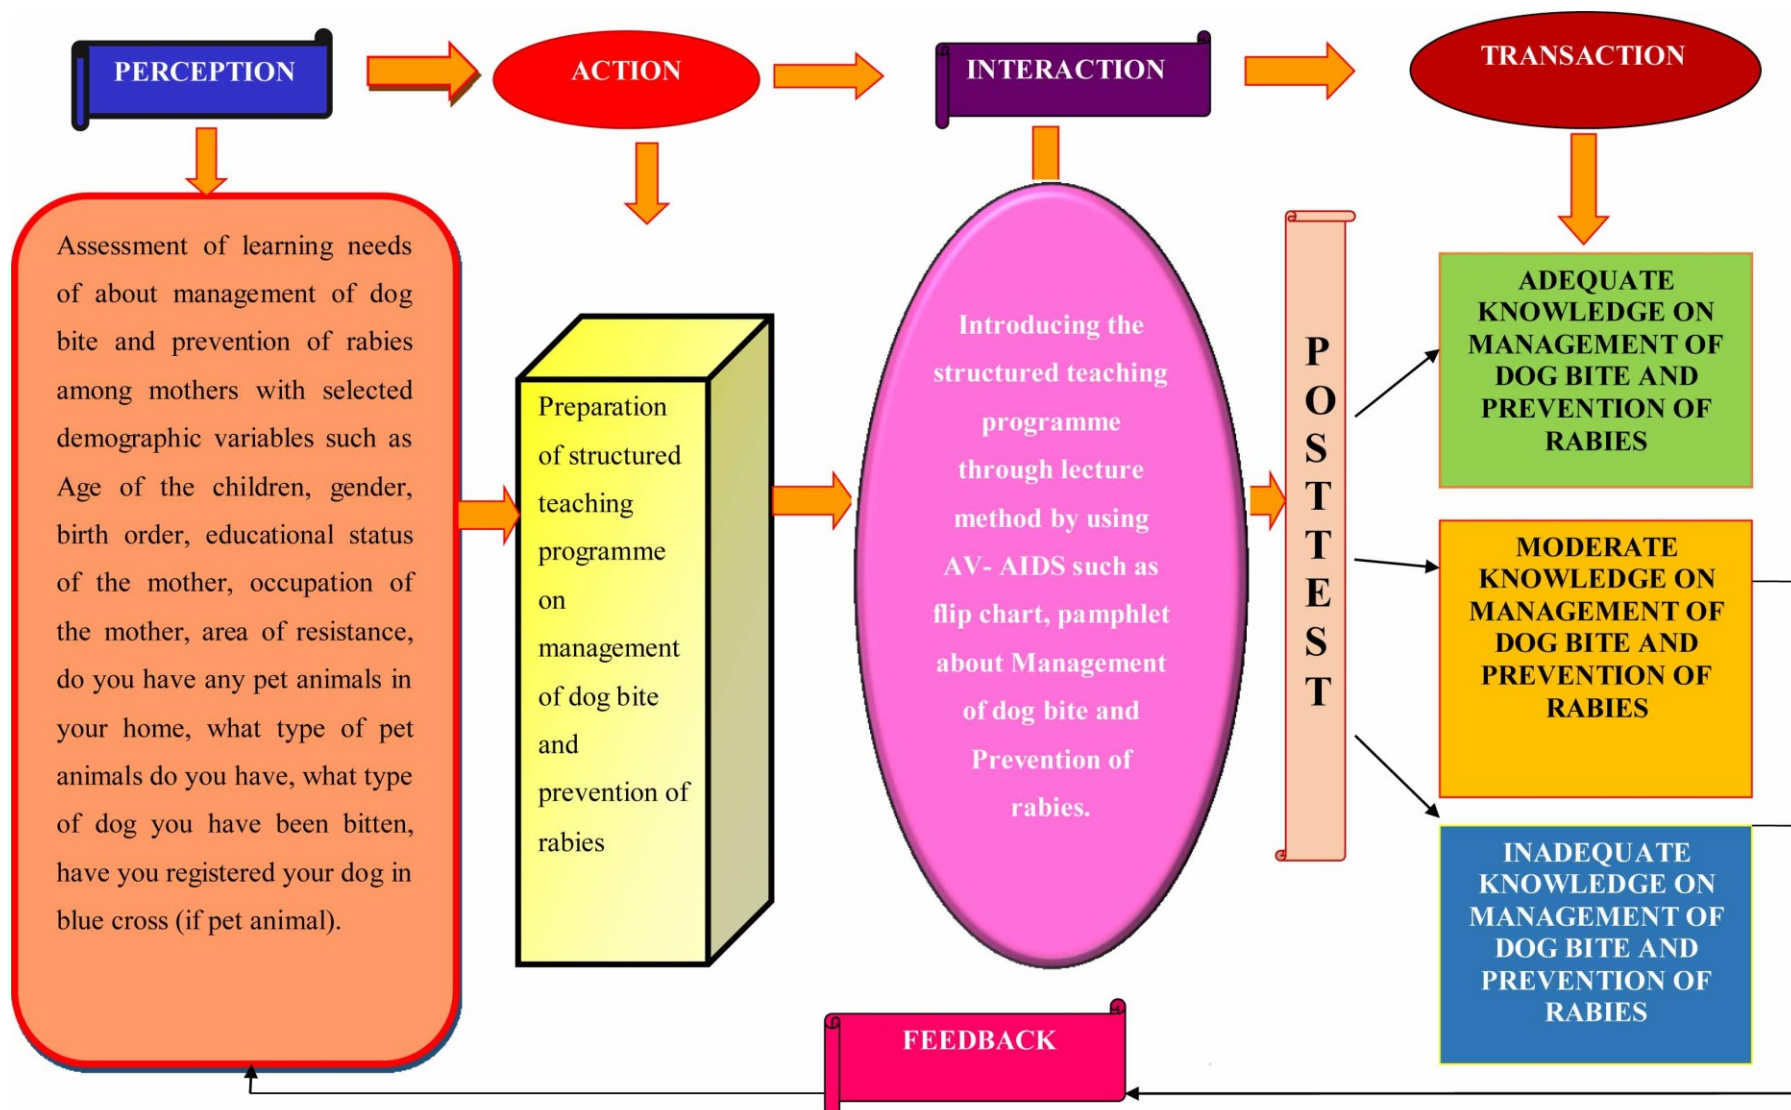 PERCEPTION
ACTION
INTERACTION
TRANSACTION
Assessment of learning needs
of about management of dog
bite and prevention of rabies
among mothers with selected
demographic variables such as
Age of the children, gender,
birth order, educational status
of the mother, occupation of
the mother, area of resistance,
do you have any pet animals in
your home, what type of pet
animals do you have, what type
of dog you have been bitten,
have you registered your dog in
blue cross (if pet animal).
Preparation
of structured
teaching
programme
on
management
of dog bite
and
prevention of
rabies
Introducing the
structured teaching
programme
through lecture
method by using
AV- AIDS such as
flip chart, pamphlet
about Management
of dog bite and
Prevention of
rabies.
P
O
S
T
T
E
S
T
ADEQUATE
KNOWLEDGE ON
MANAGEMENT OF
DOG BITE AND
PREVENTION OF
RABIES
MODERATE
KNOWLEDGE ON
MANAGEMENT OF
DOG BITE AND
PREVENTION OF
RABIES
INADEQUATE
KNOWLEDGE ON
MANAGEMENT OF
DOG BITE AND
PREVENTION OF
RABIES
FEEDBACK